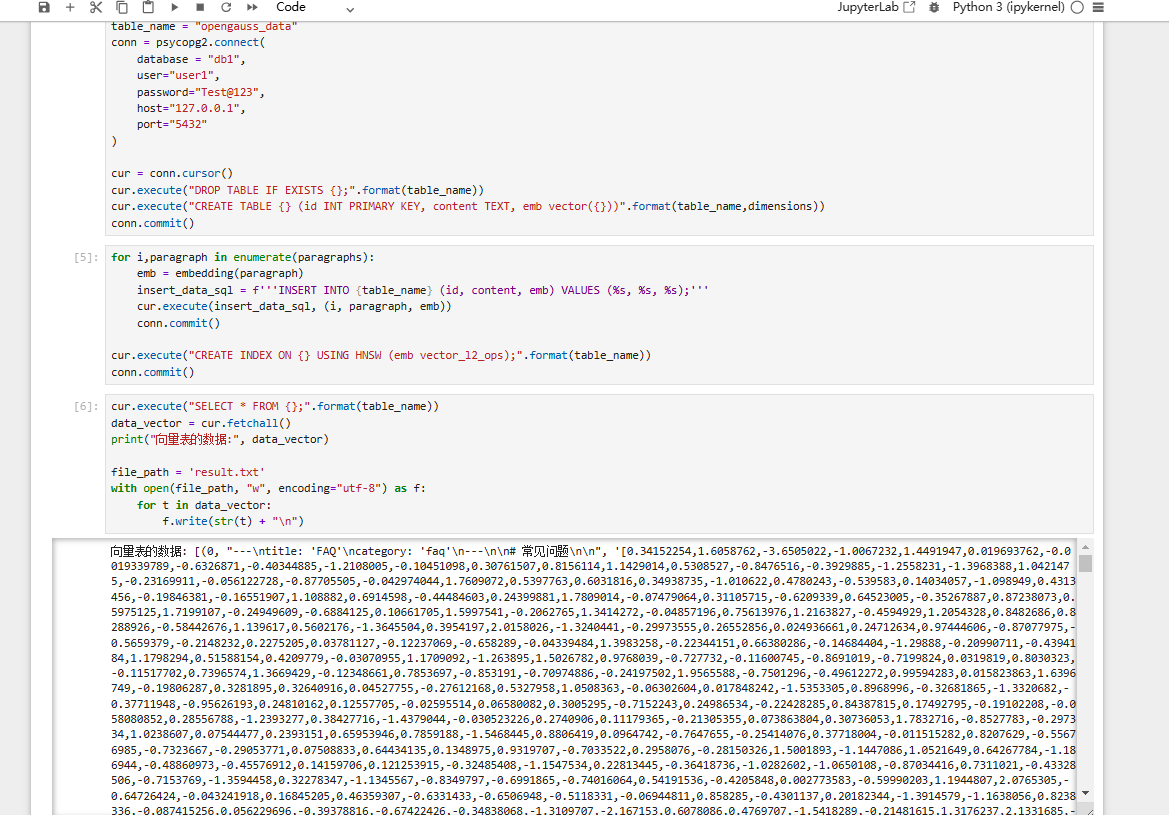 Code
JupyterLab
Python 3 (ipykernel)
table_name = "opengauss_data"
conn = psycopg2.connect(
database = "db1",
user="user1",
password="Test@123",
host="127.0.0.1",
port="5432"
)
cur = conn.cursor()
cur.execute("DROP TABLE IF EXISTS {};".format(table_name))
cur.execute("CREATE TABLE {} (id INT PRIMARY KEY, content TEXT, emb vector({}))".format(table_name,dimensions))
conn.commit()
[5]:
for i,paragraph in enumerate(paragraphs):
emb = embedding(paragraph)
insert_data_sql = f'''INSERT INTO {table_name} (id, content, emb) VALUES (%s, %s, %s);'''
cur.execute(insert_data_sql, (i, paragraph, emb))
conn.commit()
cur.execute("CREATE INDEX ON {} USING HNSW (emb vector_l2_ops);".format(table_name))
conn.commit()
[6]:
cur.execute("SELECT * FROM {};".format(table_name))
data_vector = cur.fetchall()
print("向量表的数据:", data_vector)
file_path = 'result.txt'
with open(file_path, "w", encoding="utf-8") as f:
for t in data_vector:
f.write(str(t) + "\n")
向量表的数据: [(0, "---\ntitle: 'FAQ'\ncategory: 'faq'\n---\n\n# 常见问题\n\n", '[0.34152254,1.6058762,-3.6505022,-1.0067232,1.4491947,0.019693762,-0.0
019339789,-0.6326871,-0.40344885,-1.2108005,-0.10451098,0.30761507,0.8156114,1.1429014,0.5308527,-0.8476516,-0.3929885,-1.2558231,-1.3968388,1.042147
5,-0.23169911,-0.056122728,-0.87705505,-0.042974044,1.7609072,0.5397763,0.6031816,0.34938735,-1.010622,0.4780243,-0.539583,0.14034057,-1.098949,0.4313
456,-0.19846381,-0.16551907,1.108882,0.6914598,-0.44484603,0.24399881,1.7809014,-0.07479064,0.31105715,-0.6209339,0.64523005,-0.35267887,0.87238073,0.
5975125,1.7199107,-0.24949609,-0.6884125,0.10661705,1.5997541,-0.2062765,1.3414272,-0.04857196,0.75613976,1.2163827,-0.4594929,1.2054328,0.8482686,0.8
288926,-0.58442676,1.139617,0.5602176,-1.3645504,0.3954197,2.0158026,-1.3240441,-0.29973555,0.26552856,0.024936661,0.24712634,0.97444606,-0.87077975,-
0.5659379,-0.2148232,0.2275205,0.03781127,-0.12237069,-0.658289,-0.04339484,1.3983258,-0.22344151,0.66380286,-0.14684404,-1.29888,-0.20990711,-0.43941
84,1.1798294,0.51588154,0.4209779,-0.03070955,1.1709092,-1.263895,1.5026782,0.9768039,-0.727732,-0.11600745,-0.8691019,-0.7199824,0.0319819,0.8030323,
-0.11517702,0.7396574,1.3669429,-0.12348661,0.7853697,-0.853191,-0.70974886,-0.24197502,1.9565588,-0.7501296,-0.49612272,0.99594283,0.015823863,1.6396
749,-0.19806287,0.3281895,0.32640916,0.04527755,-0.27612168,0.5327958,1.0508363,-0.06302604,0.017848242,-1.5353305,0.8968996,-0.32681865,-1.3320682,-
0.37711948,-0.95626193,0.24810162,0.12557705,-0.02595514,0.06580082,0.3005295,-0.7152243,0.24986534,-0.22428285,0.84387815,0.17492795,-0.19102208,-0.0
58080852,0.28556788,-1.2393277,0.38427716,-1.4379044,-0.030523226,0.2740906,0.11179365,-0.21305355,0.073863804,0.30736053,1.7832716,-0.8527783,-0.2973
34,1.0238607,0.07544477,0.2393151,0.65953946,0.7859188,-1.5468445,0.8806419,0.0964742,-0.7647655,-0.25414076,0.37718004,-0.011515282,0.8207629,-0.5567
6985,-0.7323667,-0.29053771,0.07508833,0.64434135,0.1348975,0.9319707,-0.7033522,0.2958076,-0.28150326,1.5001893,-1.1447086,1.0521649,0.64267784,-1.18
6944,-0.48860973,-0.45576912,0.14159706,0.121253915,-0.32485408,-1.1547534,0.22813445,-0.36418736,-1.0282602,-1.0650108,-0.87034416,0.7311021,-0.43328
506,-0.7153769,-1.3594458,0.32278347,-1.1345567,-0.8349797,-0.6991865,-0.74016064,0.54191536,-0.4205848,0.002773583,-0.59990203,1.1944807,2.0765305,-
0.64726424,-0.043241918,0.16845205,0.46359307,-0.6331433,-0.6506948,-0.5118331,-0.06944811,0.858285,-0.4301137,0.20182344,-1.3914579,-1.1638056,0.8238
336,-0.087415256,0.056229696,-0.39378816,-0.67422426,-0.34838068,-1.3109707,-2.167153,0.6078086,0.4769707,-1.5418289,-0.21481615,1.3176237,2.1331685,-